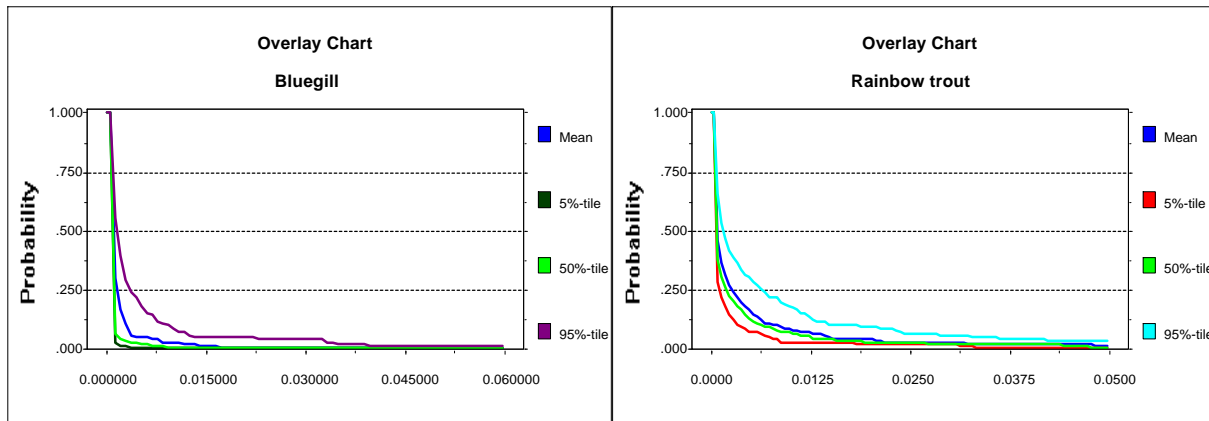 Overlay Chart
Bluegill
Probability
1.000
.750
.500
.250
.000
0.000000 0.015000 0.030000 0.045000 0.060000
Mean
5%-tile
50%-tile
95%-tile
Overlay Chart
Rainbow trout
Probability
1.000
.750
.500
.250
.000
0.0000 0.0125 0.0250 0.0375 0.0500
Mean
5%-tile
50%-tile
95%-tile